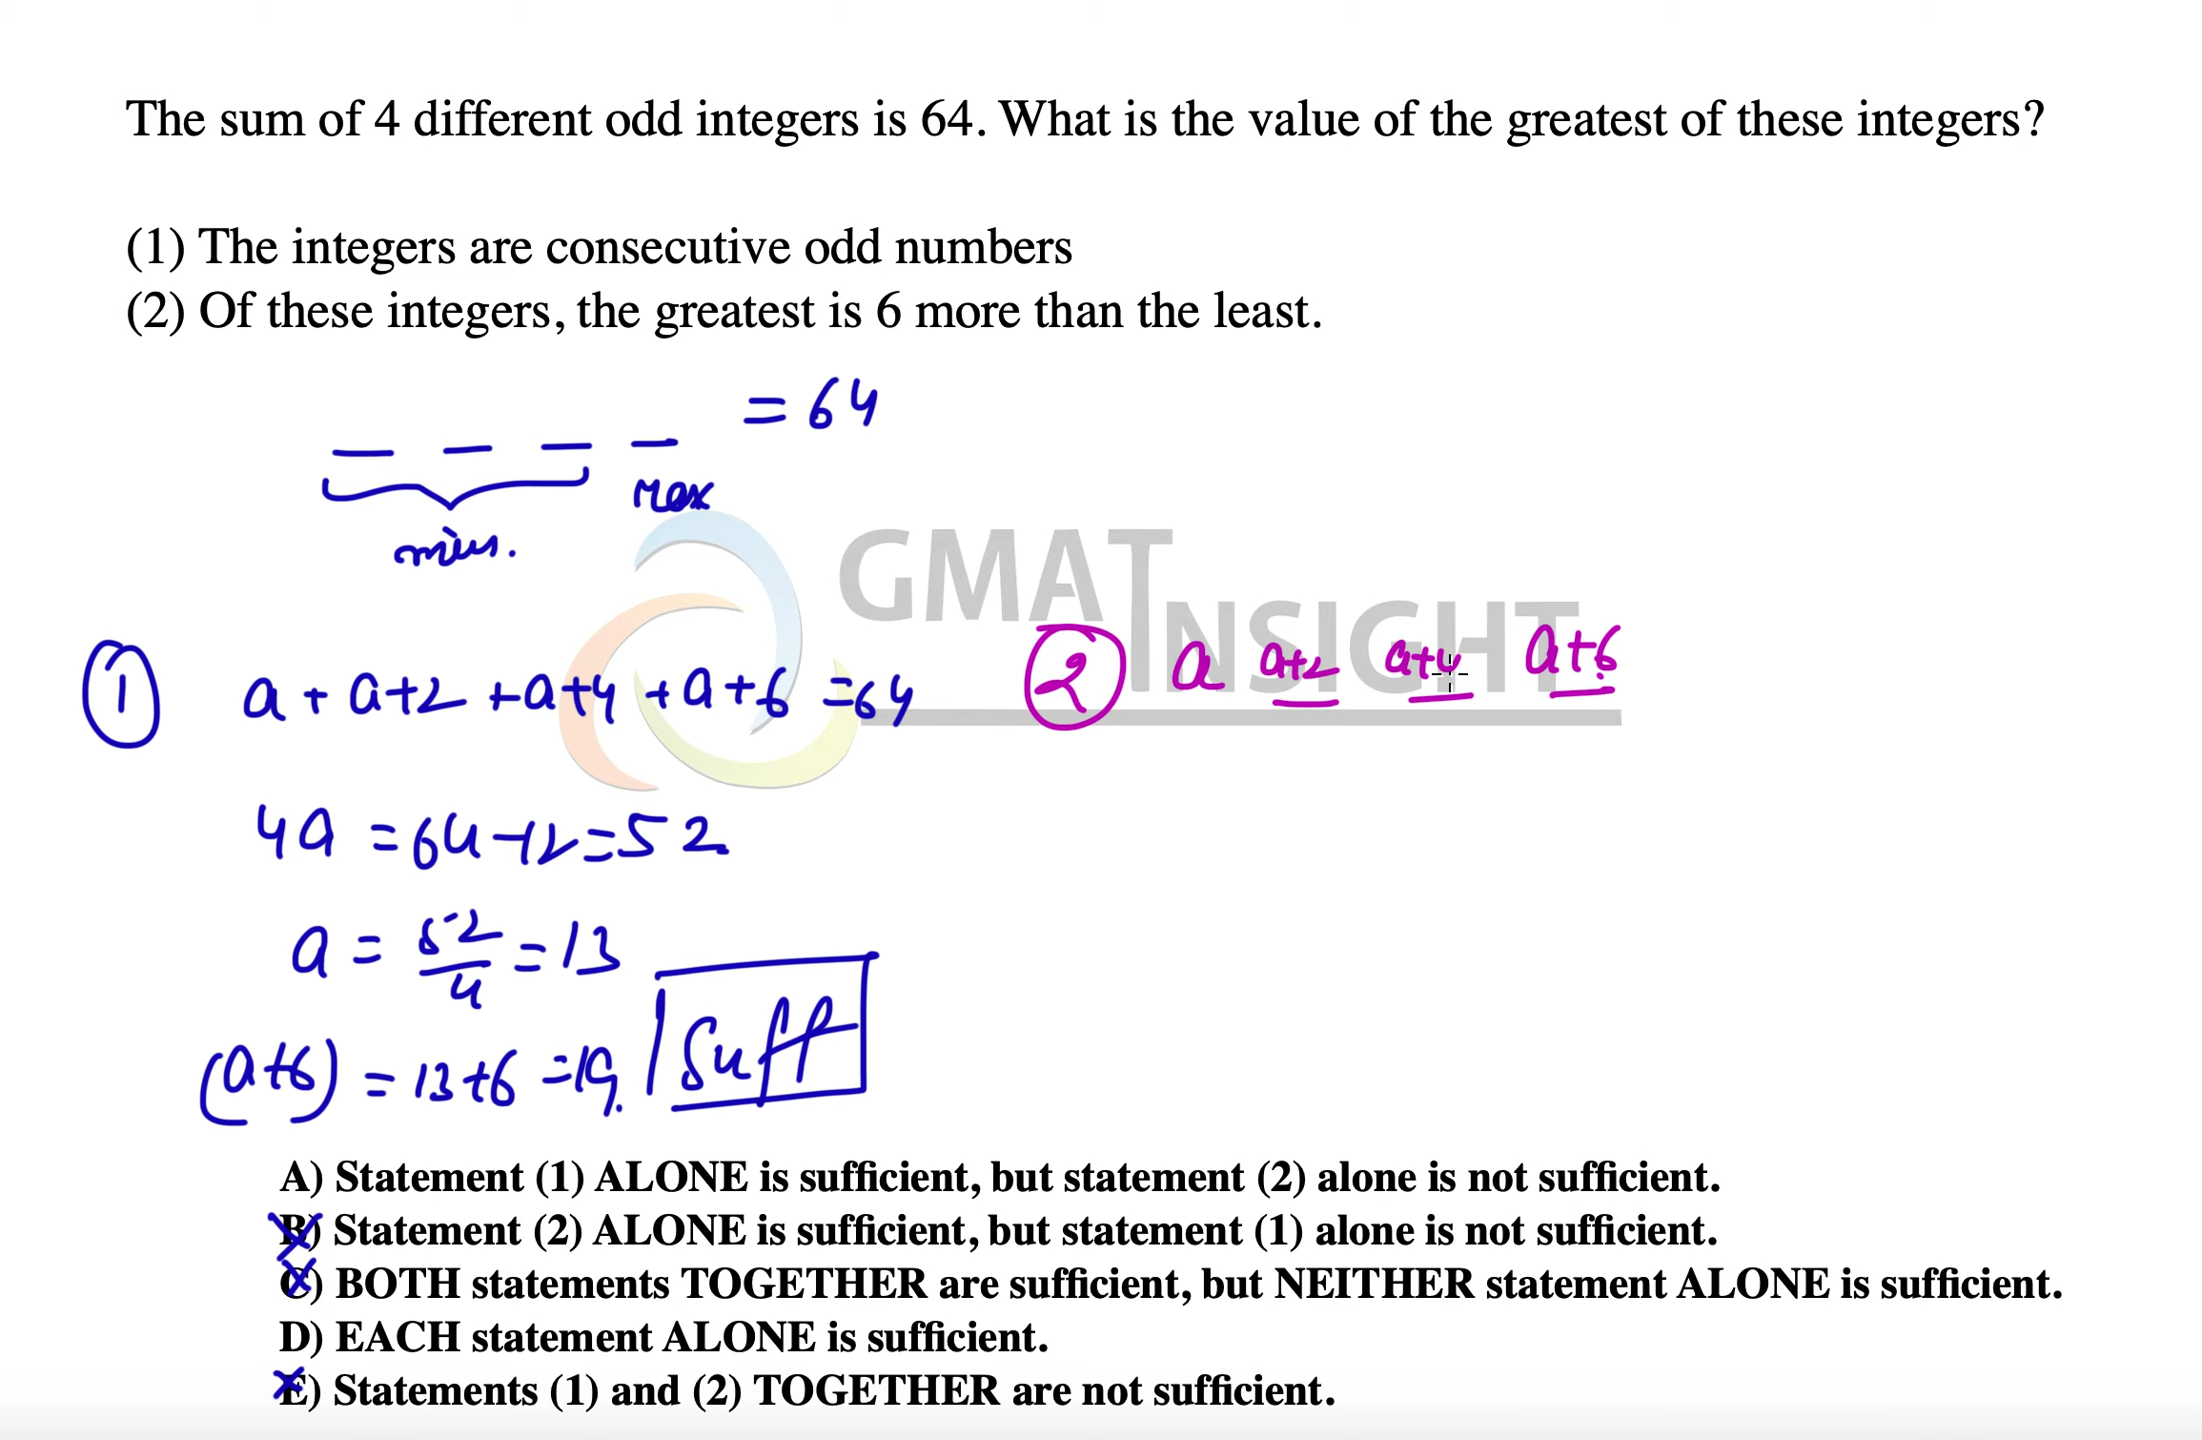 The sum of 4 different odd integers is 64. What is the value of the greatest of these integers?
(1) The integers are consecutive odd numbers
(2) Of these integers, the greatest is 6 more than the least.
_ _ _ _ = 64
min. Max
GMAT INSIGHT
① a + a+2 +a+4 +a+6 =64
② a a+2 a+4 a+6
4a = 64-12=52
a = 52/4 = 13
(a+6) = 13+6 =19. Suff
A) Statement (1) ALONE is sufficient, but statement (2) alone is not sufficient.
B) Statement (2) ALONE is sufficient, but statement (1) alone is not sufficient.
C) BOTH statements TOGETHER are sufficient, but NEITHER statement ALONE is sufficient.
D) EACH statement ALONE is sufficient.
E) Statements (1) and (2) TOGETHER are not sufficient.